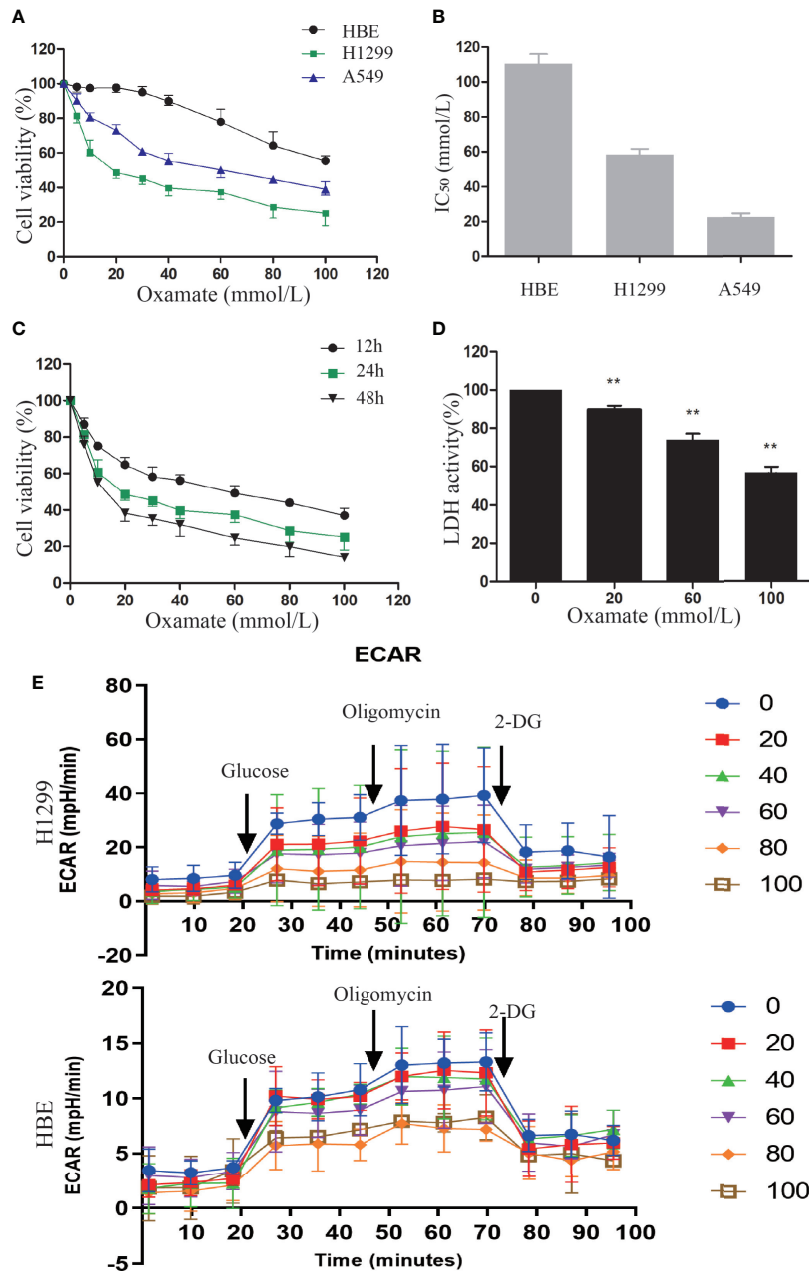 A
HBE
H1299
A549
120
100
80
60
40
20
0
Cell viability (%)
0 20 40 60 80 100 120
Oxamate (mmol/L)
B
120
100
80
60
40
20
0
IC50 (mmol/L)
HBE H1299 A549
C
12h
24h
48h
120
100
80
60
40
20
0
Cell viability (%)
0 20 40 60 80 100 120
Oxamate (mmol/L)
D
120
100
80
60
40
20
0
LDH activity(%)
** ** **
0 20 60 100
Oxamate (mmol/L)
ECAR
E
H1299
ECAR (mpH/min)
80
60
40
20
0
-20
Glucose
Oligomycin
2-DG
10 20 30 40 50 60 70 80 90 100
Time (minutes)
0
20
40
60
80
100
HBE
ECAR (mpH/min)
20
15
10
5
0
-5
Glucose
Oligomycin
2-DG
10 20 30 40 50 60 70 80 90 100
Time (minutes)
0
20
40
60
80
100